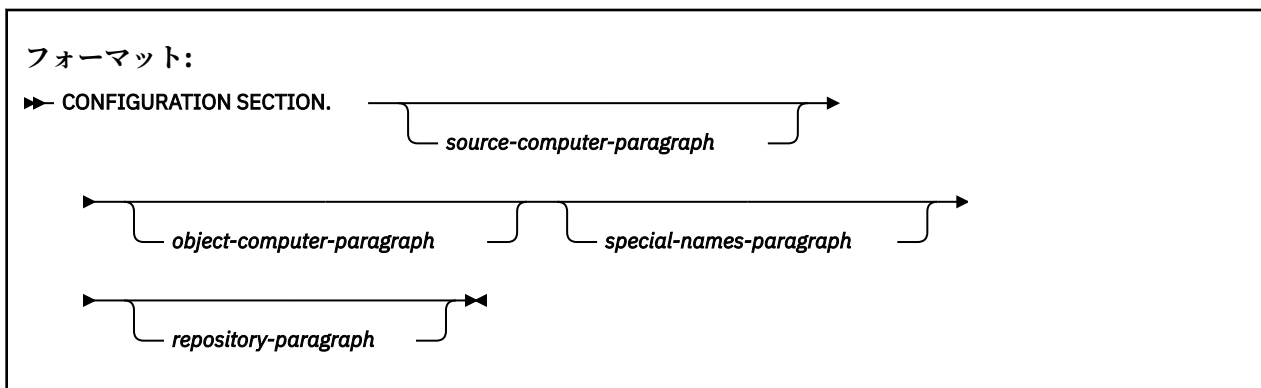 フォーマット:
CONFIGURATION SECTION.
source-computer-paragraph
object-computer-paragraph special-names-paragraph
repository-paragraph